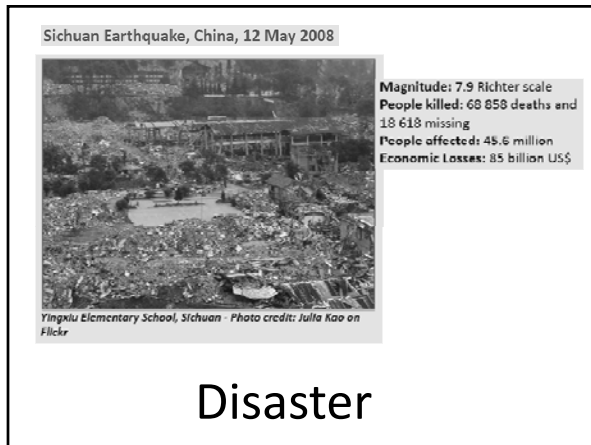 Sichuan Earthquake, China, 12 May 2008
Magnitude: 7.9 Richter scale
People killed: 68 858 deaths and
18 618 missing
People affected: 45.6 million
Economic Losses: 85 billion US$
Yingxiu Elementary School, Sichuan - Photo credit: Julia Kao on
Flickr
Disaster